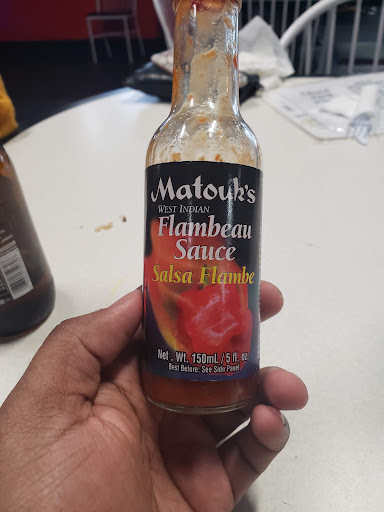 Matouk's
West Indian
Flambeau
Sauce
Salsa Flambe
Net . Wt. 150mL / 5 fl. oz.
Best Before: See Side Panel